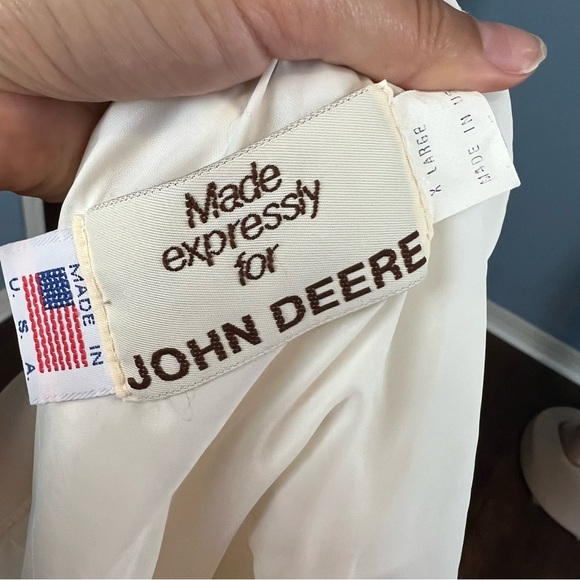 Made
expressly
for
JOHN DEERE
MADE IN
U. S. A.
X LARGE
MADE IN